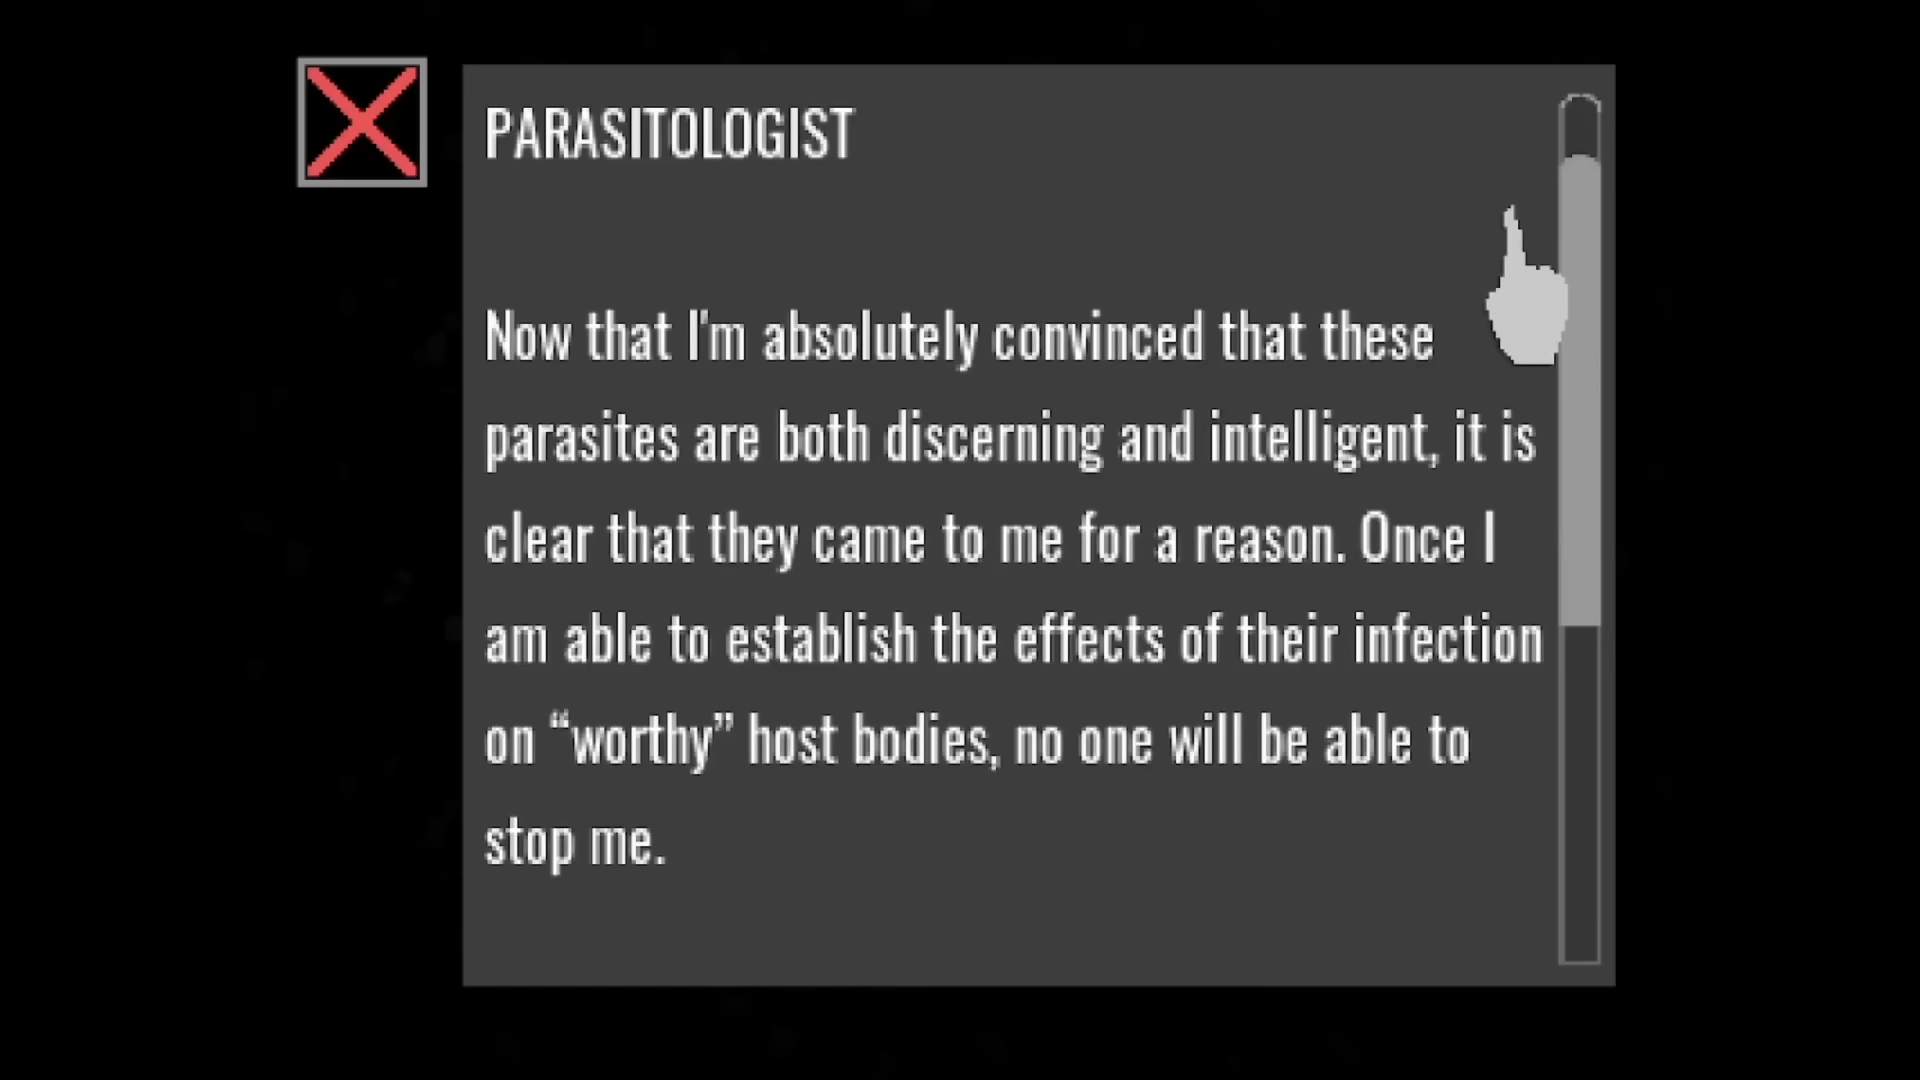 PARASITOLOGIST
Now that I'm absolutely convinced that these
parasites are both discerning and intelligent, it is
clear that they came to me for a reason. Once I
am able to establish the effects of their infection
on “worthy” host bodies, no one will be able to
stop me.